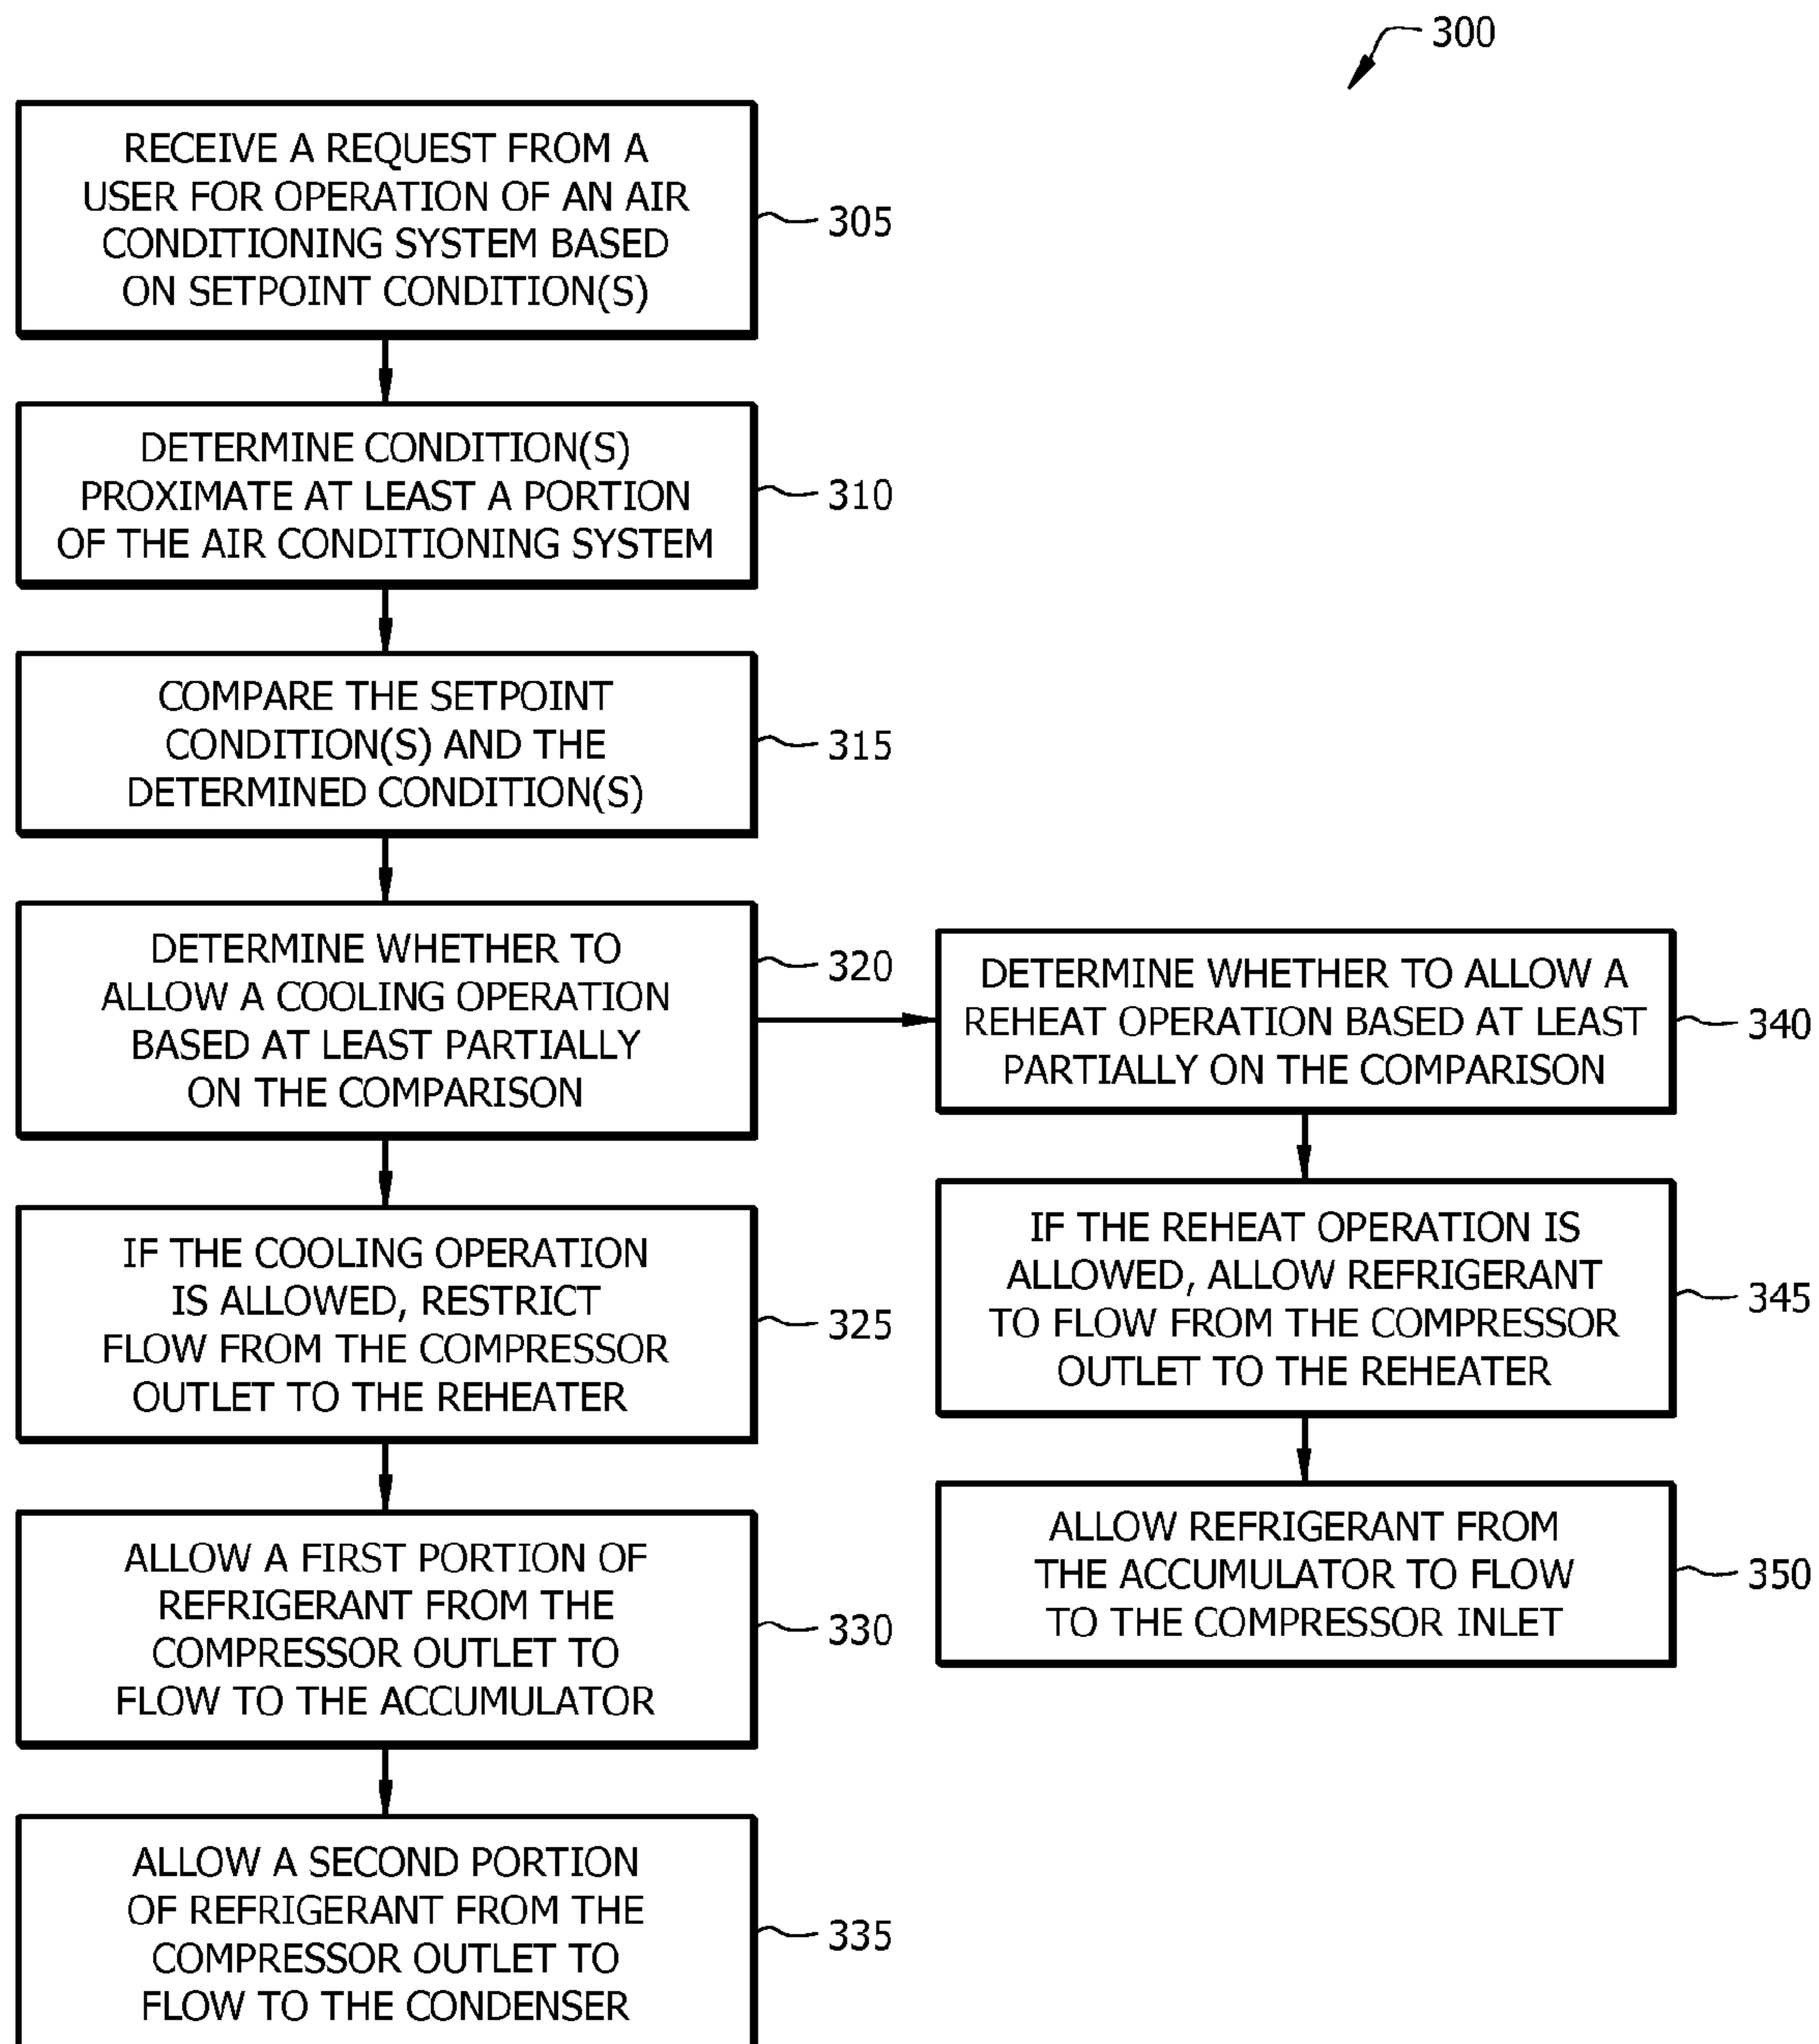 300
RECEIVE A REQUEST FROM A
USER FOR OPERATION OF AN AIR
CONDITIONING SYSTEM BASED
ON SETPOINT CONDITION(S)
305
DETERMINE CONDITION(S)
PROXIMATE AT LEAST A PORTION
OF THE AIR CONDITIONING SYSTEM
310
COMPARE THE SETPOINT
CONDITION(S) AND THE
DETERMINED CONDITION(S)
315
DETERMINE WHETHER TO
ALLOW A COOLING OPERATION
BASED AT LEAST PARTIALLY
ON THE COMPARISON
320
IF THE COOLING OPERATION
IS ALLOWED, RESTRICT
FLOW FROM THE COMPRESSOR
OUTLET TO THE REHEATER
325
ALLOW A FIRST PORTION OF
REFRIGERANT FROM THE
COMPRESSOR OUTLET TO
FLOW TO THE ACCUMULATOR
330
ALLOW A SECOND PORTION
OF REFRIGERANT FROM THE
COMPRESSOR OUTLET TO
FLOW TO THE CONDENSER
335
DETERMINE WHETHER TO ALLOW A
REHEAT OPERATION BASED AT LEAST
PARTIALLY ON THE COMPARISON
340
IF THE REHEAT OPERATION IS
ALLOWED, ALLOW REFRIGERANT
TO FLOW FROM THE COMPRESSOR
OUTLET TO THE REHEATER
345
ALLOW REFRIGERANT FROM
THE ACCUMULATOR TO FLOW
TO THE COMPRESSOR INLET
350